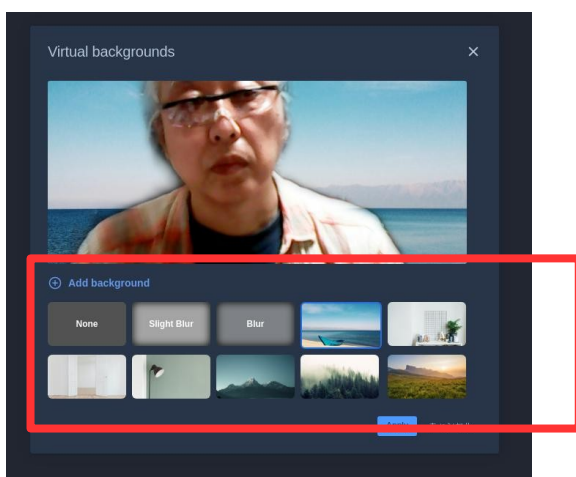 Virtual backgrounds
Add background
None
Slight Blur
Blur